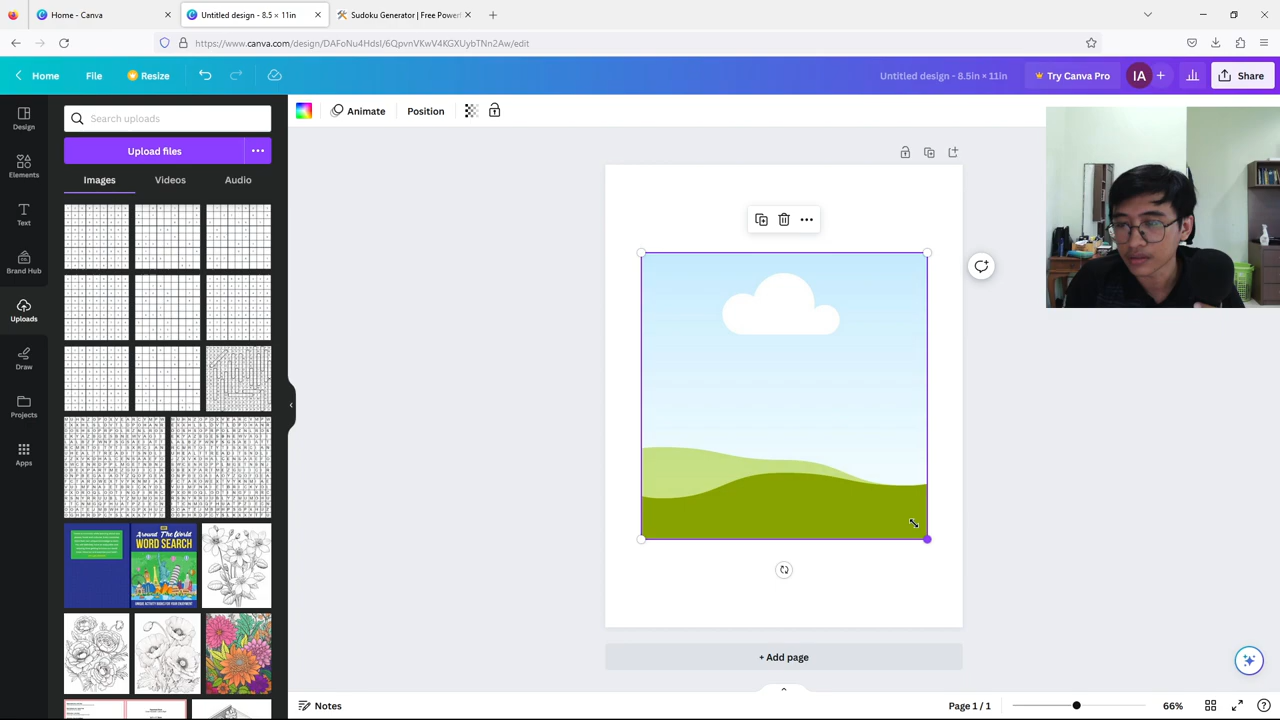 Home - Canva
Untitled design - 8.5 × 11in
Sudoku Generator | Free Power
https://www.canva.com/design/DAFoNu4HdsI/6QpvnVKwV4KGXUybTNn2Aw/edit
Home
File
Resize
Untitled design - 8.5in × 11in
Try Canva Pro
IA
Share
Design
Elements
Text
Brand Hub
Uploads
Draw
Projects
Apps
Search uploads
Upload files
Images
Videos
Audio
Around The World
WORD SEARCH
Animate
Position
+ Add page
Notes
Page 1 / 1
66%